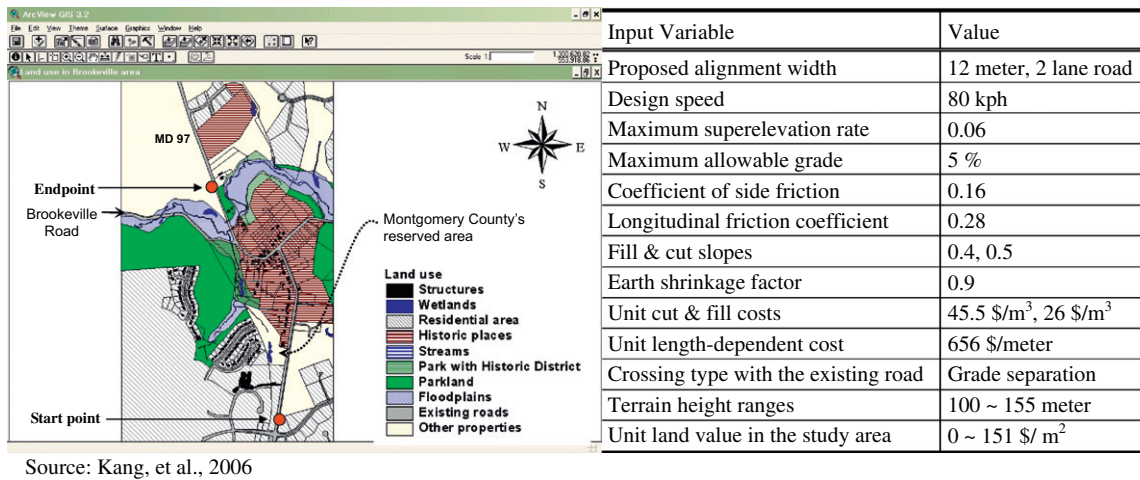 ArcView GIS 3.2
File Edit View Theme Surface Graphics Window Help
Scale 1:
Land use in Brookeville area
MD 97
N
W
E
S
Endpoint
Brookeville
Road
Montgomery County's
reserved area
Land use
Structures
Wetlands
Residential area
Historic places
Streams
Park with Historic District
Parkland
Floodplains
Existing roads
Other properties
Start point
Source: Kang, et al., 2006
Input Variable Value
Proposed alignment width 12 meter, 2 lane road
Design speed 80 kph
Maximum superelevation rate 0.06
Maximum allowable grade 5 %
Coefficient of side friction 0.16
Longitudinal friction coefficient 0.28
Fill & cut slopes 0.4, 0.5
Earth shrinkage factor 0.9
Unit cut & fill costs 45.5 $/m³, 26 $/m³
Unit length-dependent cost 656 $/meter
Crossing type with the existing road Grade separation
Terrain height ranges 100 ~ 155 meter
Unit land value in the study area 0 ~ 151 $/ m²